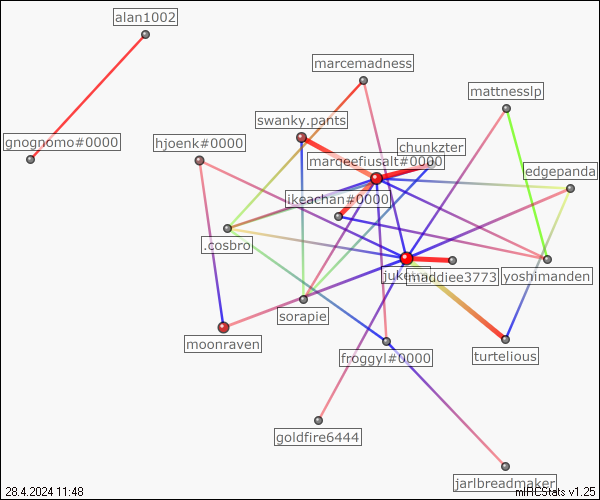 alan1002
marcemadness
mattnesslp
swanky.pants
gnognomo#0000
hjoenk#0000
chunkzter
marqeefiusalt#0000
edgepanda
ikeachan#0000
.cosbro
maddiee3773
yoshimanden
sorapie
moonraven
froggyl#0000
turtelious
goldfire6444
jarlbreadmaker
28.4.2024 11:48
mIRCStats v1.25